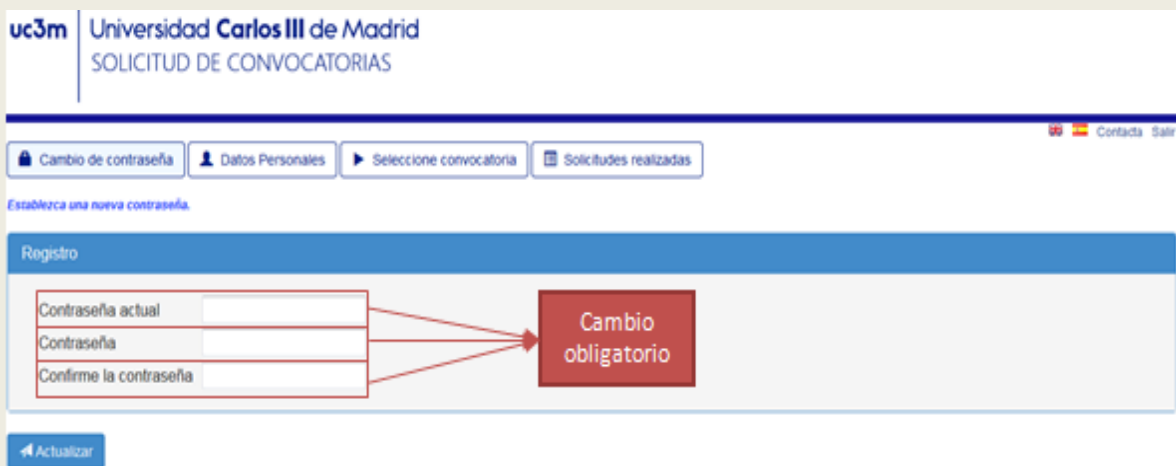 uc3m Universidad Carlos III de Madrid
SOLICITUD DE CONVOCATORIAS
Contacta Salir
Cambio de contraseña Datos Personales Seleccione convocatoria Solicitudes realizadas
Establezca una nueva contraseña.
Registro
Contraseña actual
Contraseña
Confirme la contraseña
Cambio
obligatorio
Actualizar